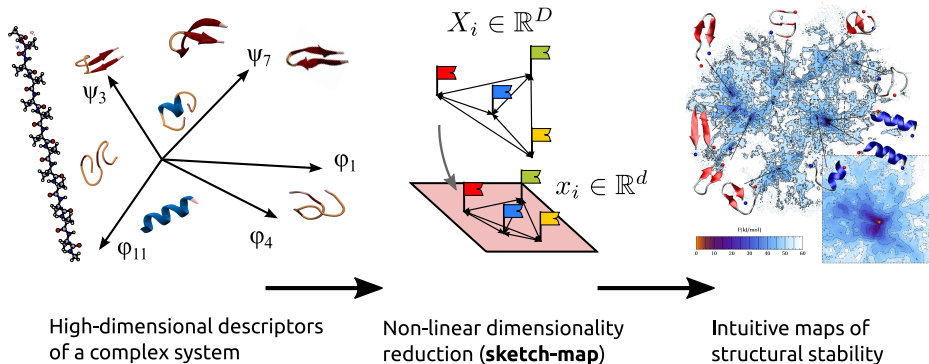 ψ3
ψ7
φ1
φ4
φ11
X_i ∈ ℝ^D
x_i ∈ ℝ^d
F(kJ/mol)
0 10 20 30 40 50 60
High-dimensional descriptors
of a complex system
Non-linear dimensionality
reduction (sketch-map)
Intuitive maps of
structural stability